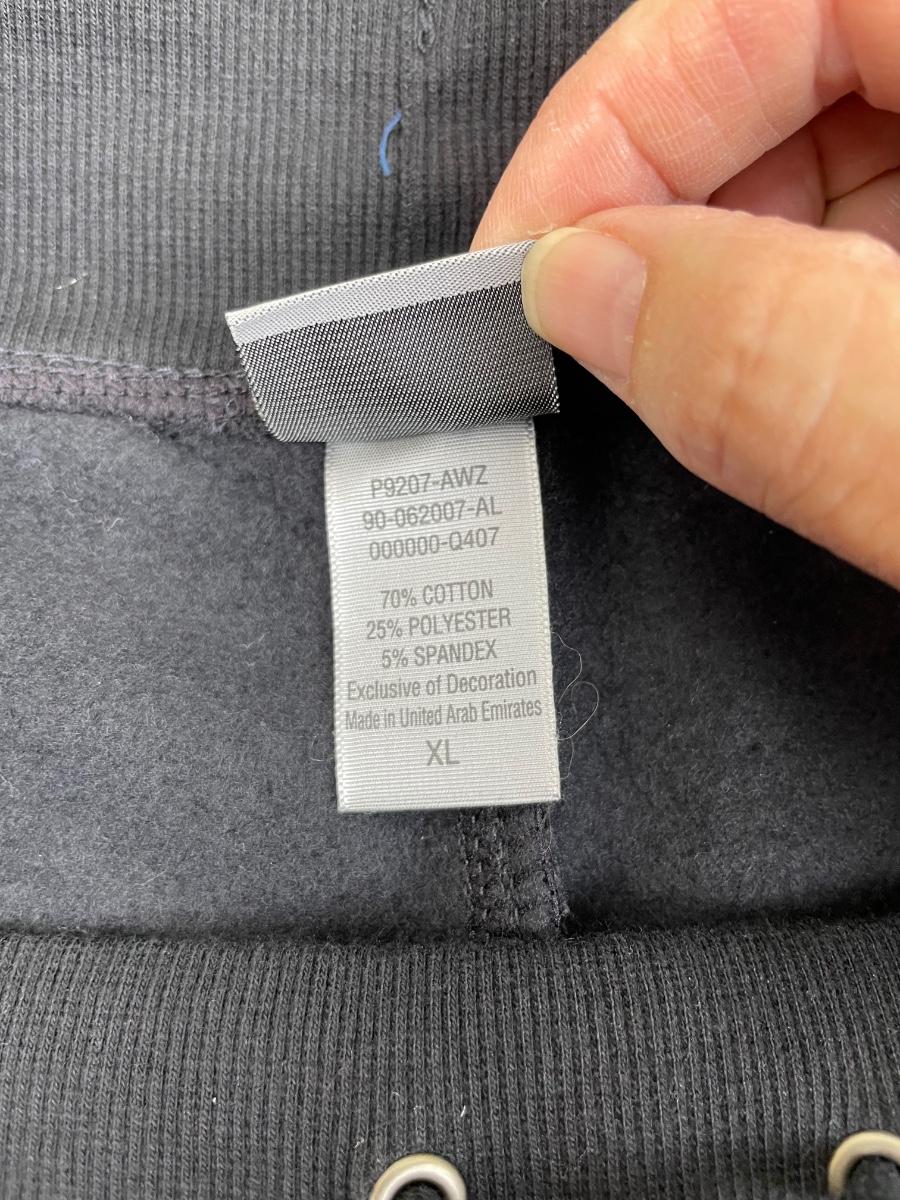 P9207-AWZ
90-062007-AL
000000-Q407
70% COTTON
25% POLYESTER
5% SPANDEX
Exclusive of Decoration
Made in United Arab Emirates
XL